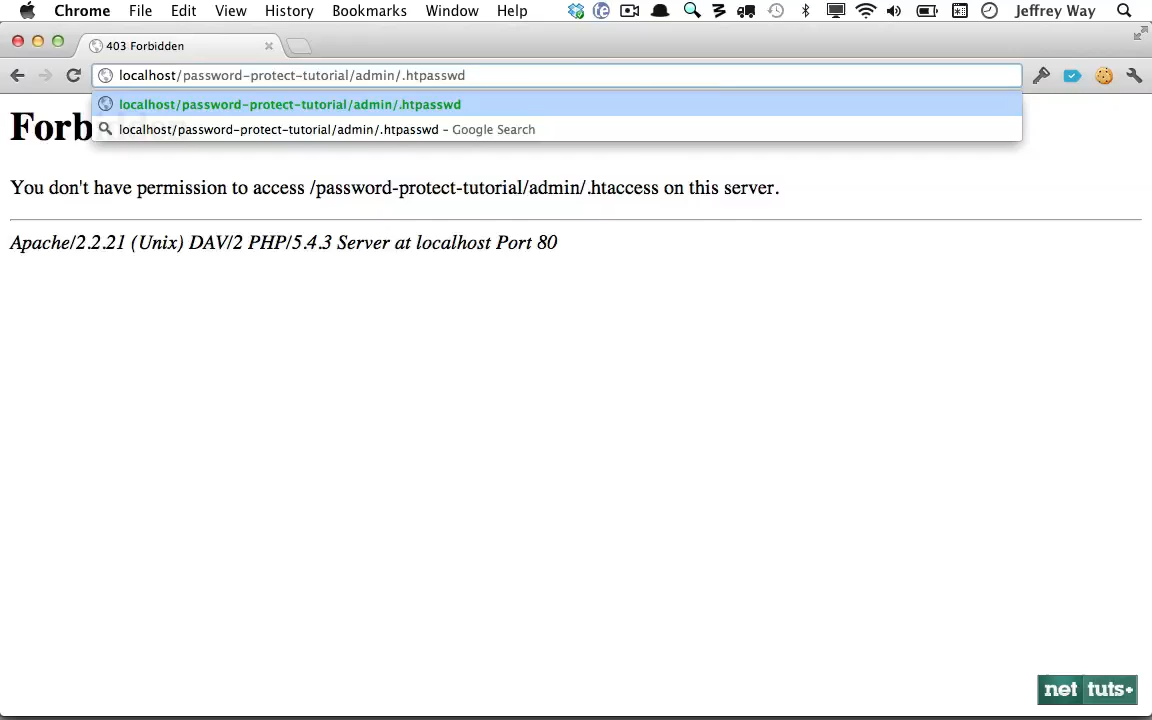 Chrome File Edit View History Bookmarks Window Help Jeffrey Way
403 Forbidden
localhost/password-protect-tutorial/admin/.htpasswd
localhost/password-protect-tutorial/admin/.htpasswd
localhost/password-protect-tutorial/admin/.htpasswd - Google Search
Forb
You don't have permission to access /password-protect-tutorial/admin/.htaccess on this server.
Apache/2.2.21 (Unix) DAV/2 PHP/5.4.3 Server at localhost Port 80
net tuts+